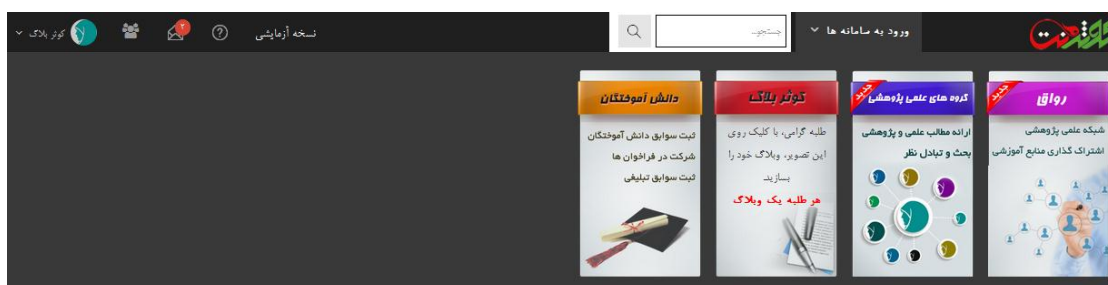 کوثرنت
ورود به سامانه ها
جستجو...
نسخه آزمایشی
?
۳
کوثر بلاگ
جدید
رواق
شبکه علمی پژوهشی
اشتراک گذاری منابع آموزشی
جدید
گروه های علمی پژوهشی
ارائه مطالب علمی و پژوهشی
بحث و تبادل نظر
کوثر بلاگ
طلبه گرامی، با کلیک روی
این تصویر، وبلاگ خود را
بسازید
هر طلبه یک وبلاگ
دانش آموختگان
ثبت سوابق دانش آموختگان
شرکت در فراخوان ها
ثبت سوابق تبلیغی